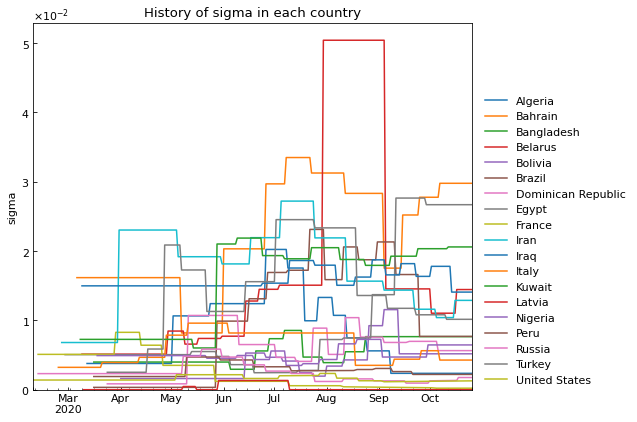 History of sigma in each country
×10⁻²
5
4
3
2
1
0
sigma
Mar
2020
Apr
May
Jun
Jul
Aug
Sep
Oct
Algeria
Bahrain
Bangladesh
Belarus
Bolivia
Brazil
Dominican Republic
Egypt
France
Iran
Iraq
Italy
Kuwait
Latvia
Nigeria
Peru
Russia
Turkey
United States